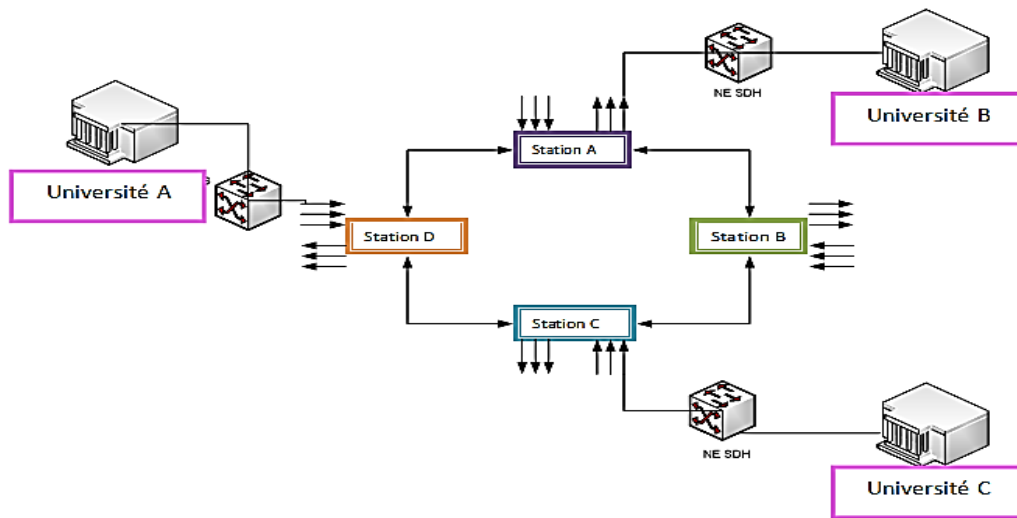 NE SDH
Université B
Station A
Université A
Station D
Station B
Station C
NE SDH
Université C